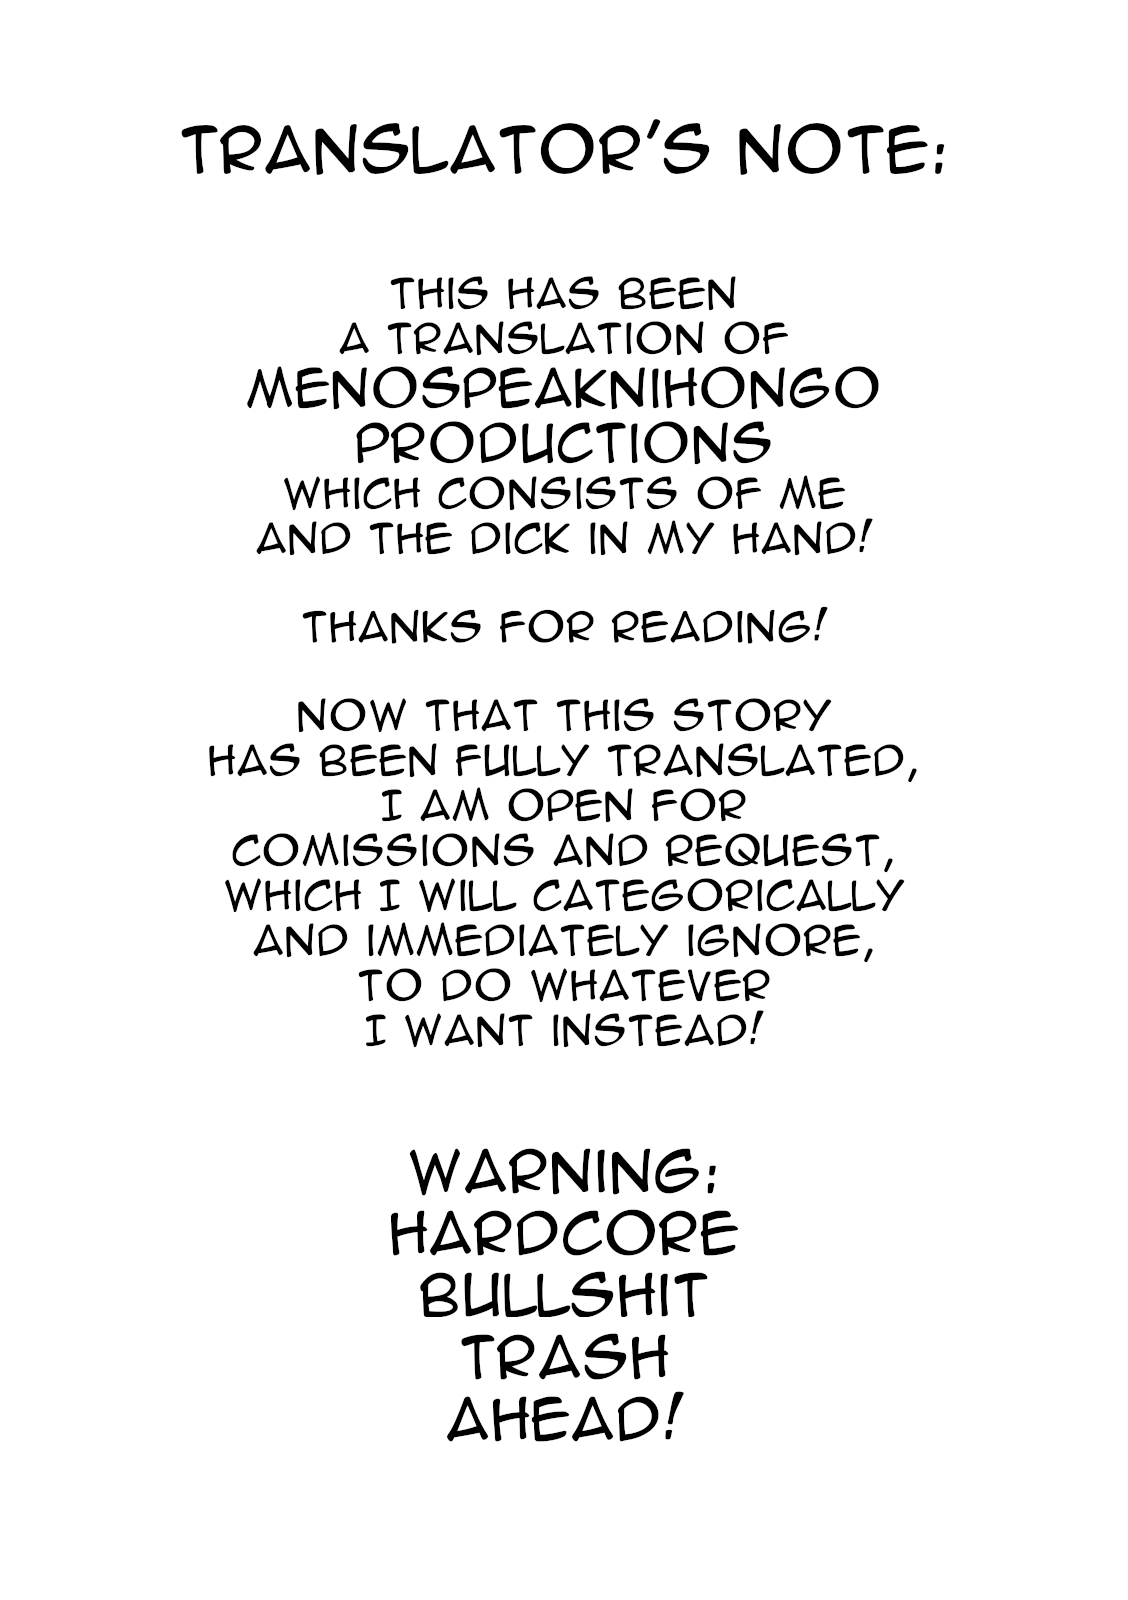 TRANSLATOR'S NOTE:
THIS HAS BEEN
A TRANSLATION OF
MENOSPEAKNIHONGO
PRODUCTIONS
WHICH CONSISTS OF ME
AND THE DICK IN MY HAND!
THANKS FOR READING!
NOW THAT THIS STORY
HAS BEEN FULLY TRANSLATED,
I AM OPEN FOR
COMISSIONS AND REQUEST,
WHICH I WILL CATEGORICALLY
AND IMMEDIATELY IGNORE,
TO DO WHATEVER
I WANT INSTEAD!
WARNING:
HARDCORE
BULLSHIT
TRASH
AHEAD!